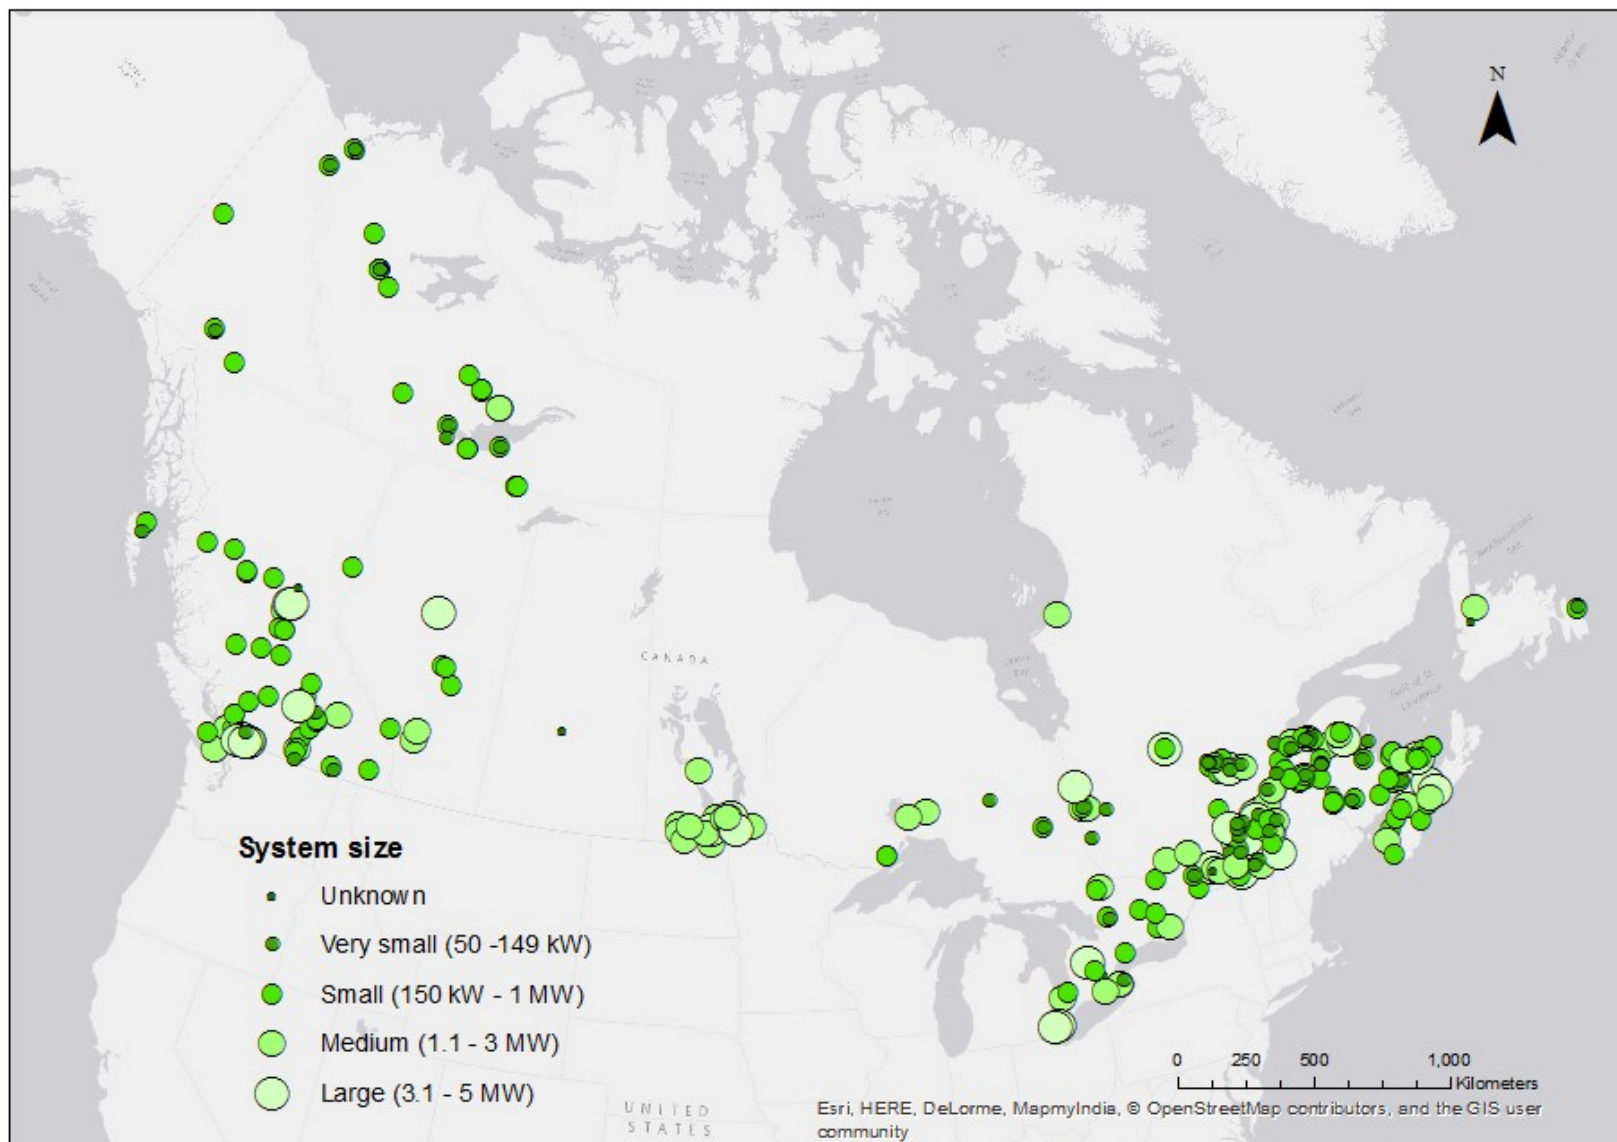 N
CANADA
System size
Unknown
Very small (50 -149 kW)
Small (150 kW - 1 MW)
Medium (1.1 - 3 MW)
Large (3.1 - 5 MW)
0 250 500 1,000
Kilometers
UNITED
STATES
Esri, HERE, DeLorme, MapmyIndia, © OpenStreetMap contributors, and the GIS user
community